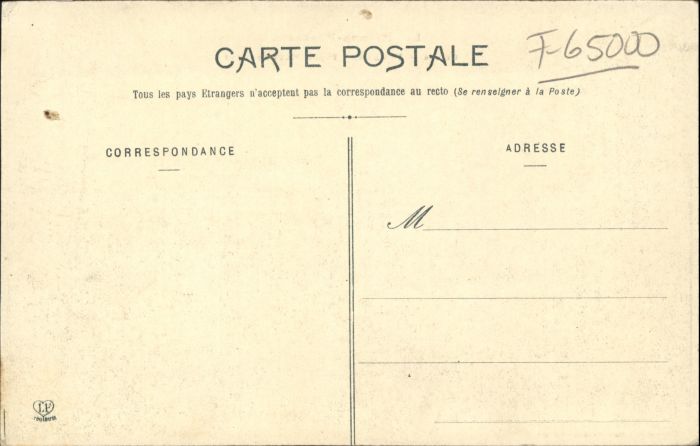 CARTE POSTALE
F-65000
Tous les pays Etrangers n'acceptent pas la correspondance au recto (Se renseigner à la Poste)
CORRESPONDANCE
ADRESSE
M
LF